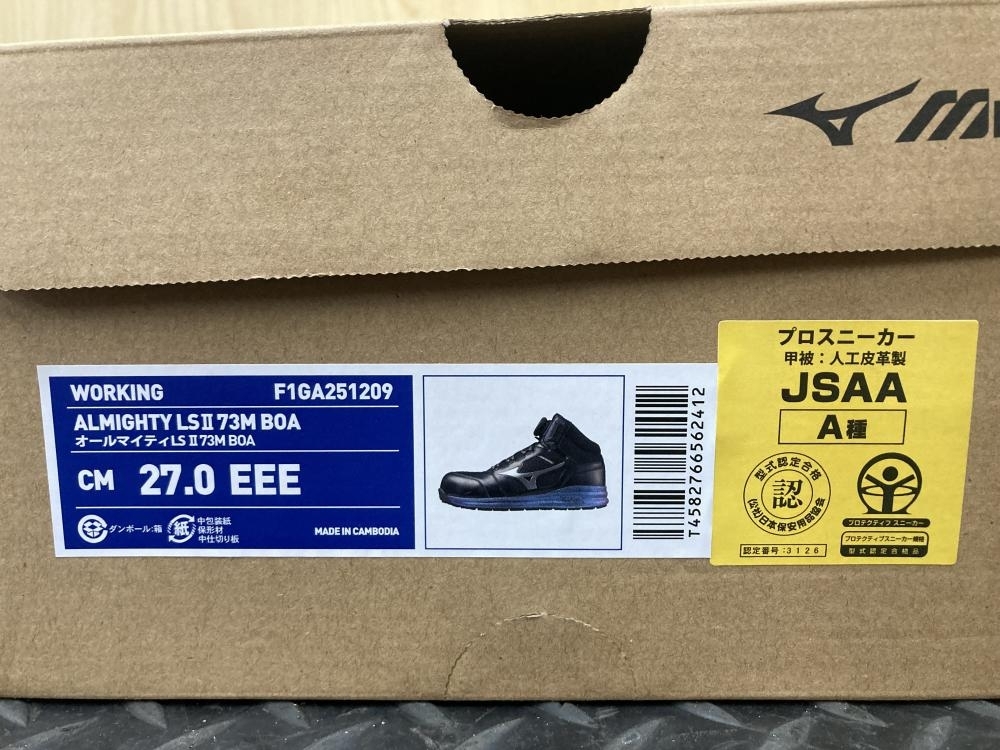 WORKING F1GA251209
ALMIGHTY LSⅡ 73M BOA
オールマイティLSⅡ 73M BOA
CM 27.0 EEE
ダンボール:箱
紙
中包装紙
保形材
中仕切り板
MADE IN CAMBODIA
T4582766562412
プロスニーカー
甲被:人工皮革製
JSAA
A種
型式認定合格
認
(公社)日本保安用品協会
認定番号:3126
プロテクティブ スニーカー
プロテクティブスニーカー規格
型式認定合格品